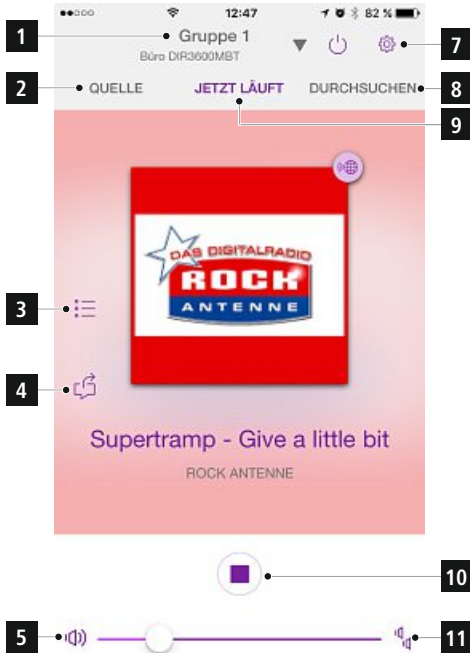 12:47
82 %
1
Gruppe 1
7
Büro DIR3600MBT
2
QUELLE
JETZT LÄUFT
DURCHSUCHEN
8
9
DAS DIGITALRADIO
ROCK
ANTENNE
3
4
Supertramp - Give a little bit
ROCK ANTENNE
10
5
11